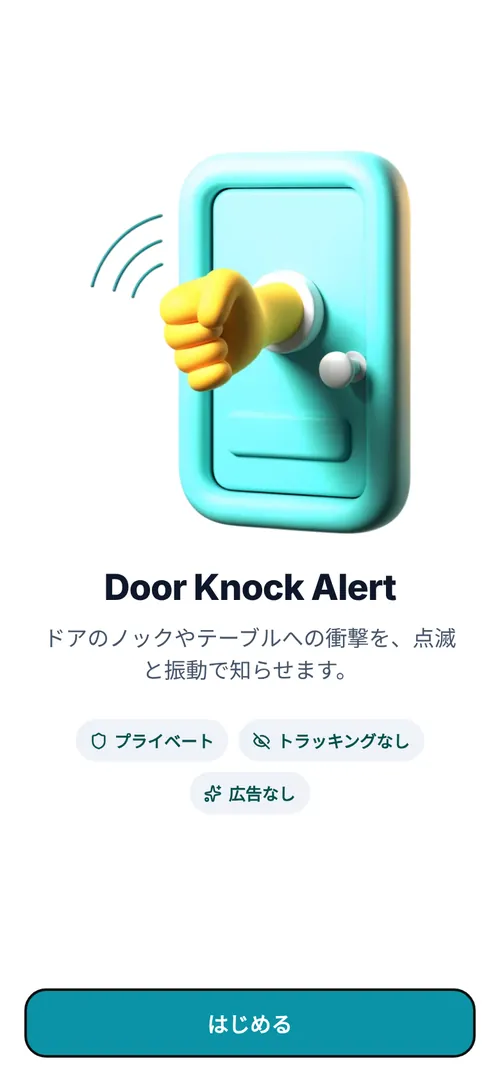 Door Knock Alert
ドアのノックやテーブルへの衝撃を、点滅
と振動で知らせます。
プライベート
トラッキングなし
広告なし
はじめる